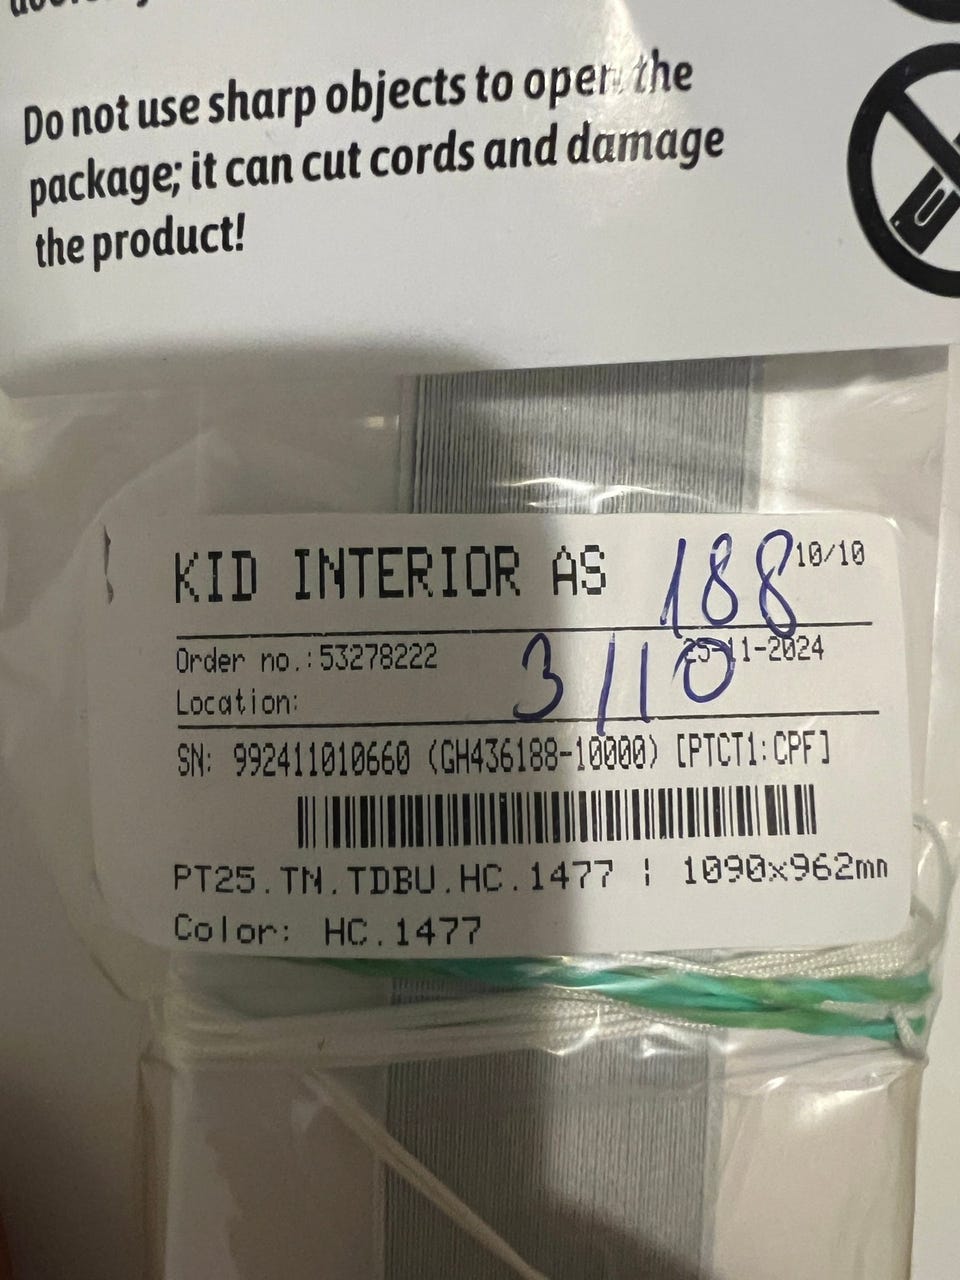 Do not use sharp objects to open the
package; it can cut cords and damage
the product!
KID INTERIOR AS 188 10/10
Order no.:53278222 3/10 25-11-2024
Location:
SN: 992411010660 (GH436188-10000) [PTCT1:CPF]
PT25.TN.TDBU.HC.1477 | 1090x962mm
Color: HC.1477